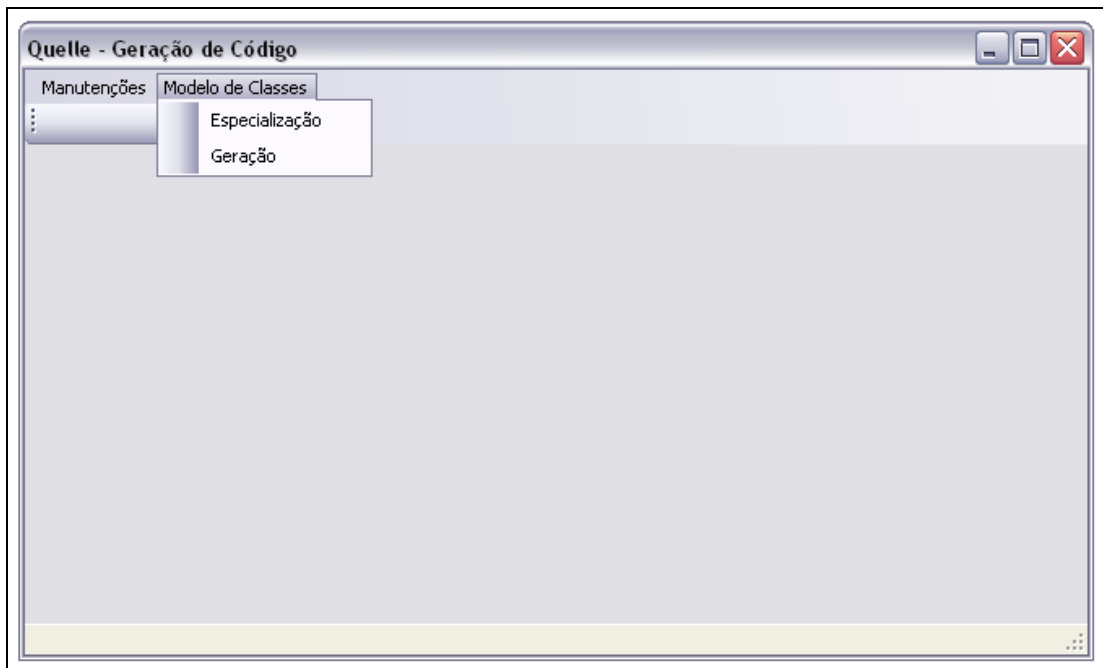 Quelle - Geração de Código
Manutenções Modelo de Classes
Especialização
Geração